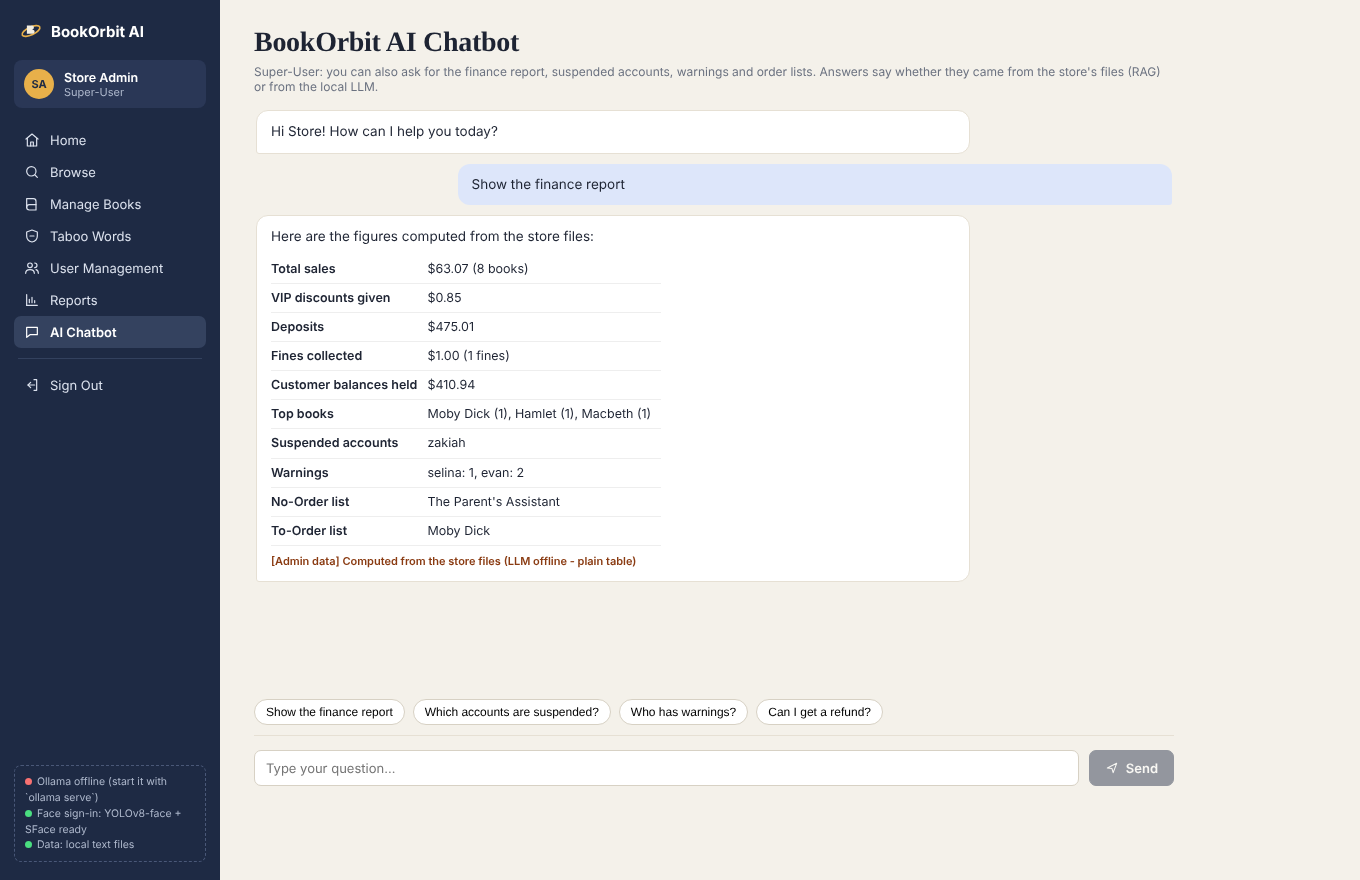 BookOrbit AI
SA
Store Admin
Super-User
Home
Browse
Manage Books
Taboo Words
User Management
Reports
AI Chatbot
Sign Out
Ollama offline (start it with
`ollama serve`)
Face sign-in: YOLOv8-face +
SFace ready
Data: local text files
BookOrbit AI Chatbot
Super-User: you can also ask for the finance report, suspended accounts, warnings and order lists. Answers say whether they came from the store's files (RAG)
or from the local LLM.
Hi Store! How can I help you today?
Show the finance report
Here are the figures computed from the store files:
Total sales $63.07 (8 books)
VIP discounts given $0.85
Deposits $475.01
Fines collected $1.00 (1 fines)
Customer balances held $410.94
Top books Moby Dick (1), Hamlet (1), Macbeth (1)
Suspended accounts zakiah
Warnings selina: 1, evan: 2
No-Order list The Parent's Assistant
To-Order list Moby Dick
[Admin data] Computed from the store files (LLM offline - plain table)
Show the finance report Which accounts are suspended? Who has warnings? Can I get a refund?
Type your question...
Send